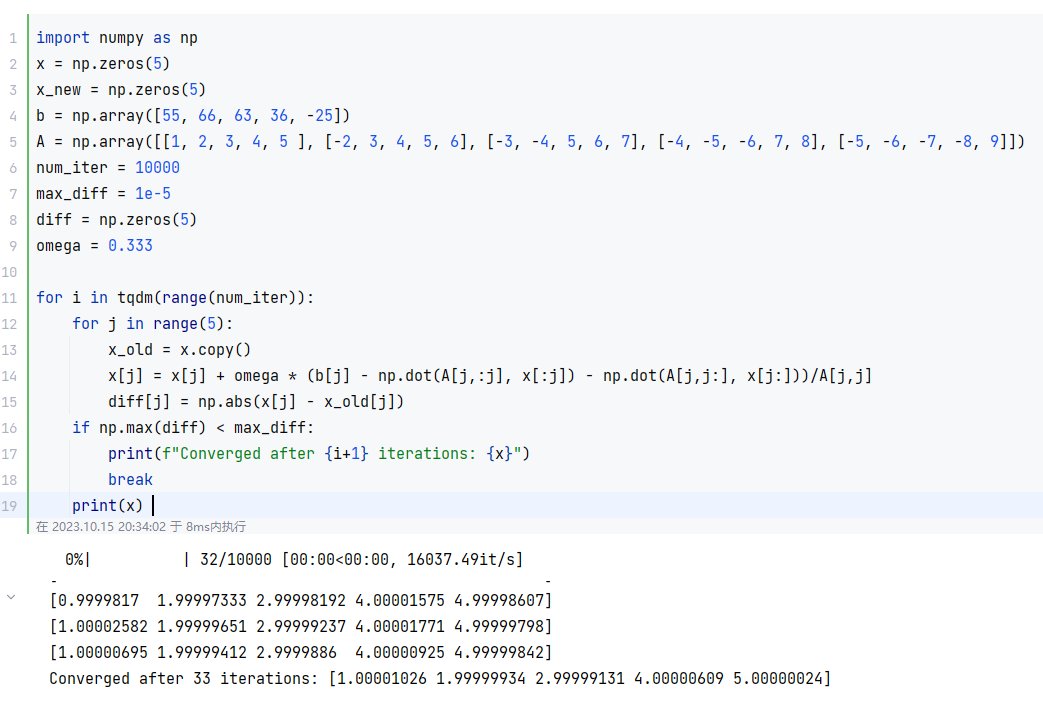 1 import numpy as np
2 x = np.zeros(5)
3 x_new = np.zeros(5)
4 b = np.array([55, 66, 63, 36, -25])
5 A = np.array([[1, 2, 3, 4, 5 ], [-2, 3, 4, 5, 6], [-3, -4, 5, 6, 7], [-4, -5, -6, 7, 8], [-5, -6, -7, -8, 9]])
6 num_iter = 10000
7 max_diff = 1e-5
8 diff = np.zeros(5)
9 omega = 0.333
10
11 for i in tqdm(range(num_iter)):
12     for j in range(5):
13         x_old = x.copy()
14         x[j] = x[j] + omega * (b[j] - np.dot(A[j,:j], x[:j]) - np.dot(A[j,j:], x[j:]))/A[j,j]
15         diff[j] = np.abs(x[j] - x_old[j])
16     if np.max(diff) < max_diff:
17         print(f"Converged after {i+1} iterations: {x}")
18         break
19     print(x)
在 2023.10.15 20:34:02 于 8ms内执行
0%|          | 32/10000 [00:00<00:00, 16037.49it/s]
[0.9999817  1.99997333 2.99998192 4.00001575 4.99998607]
[1.00002582 1.99999651 2.99999237 4.00001771 4.99999798]
[1.00000695 1.99999412 2.9999886  4.00000925 4.99999842]
Converged after 33 iterations: [1.00001026 1.99999934 2.99999131 4.00000609 5.00000024]